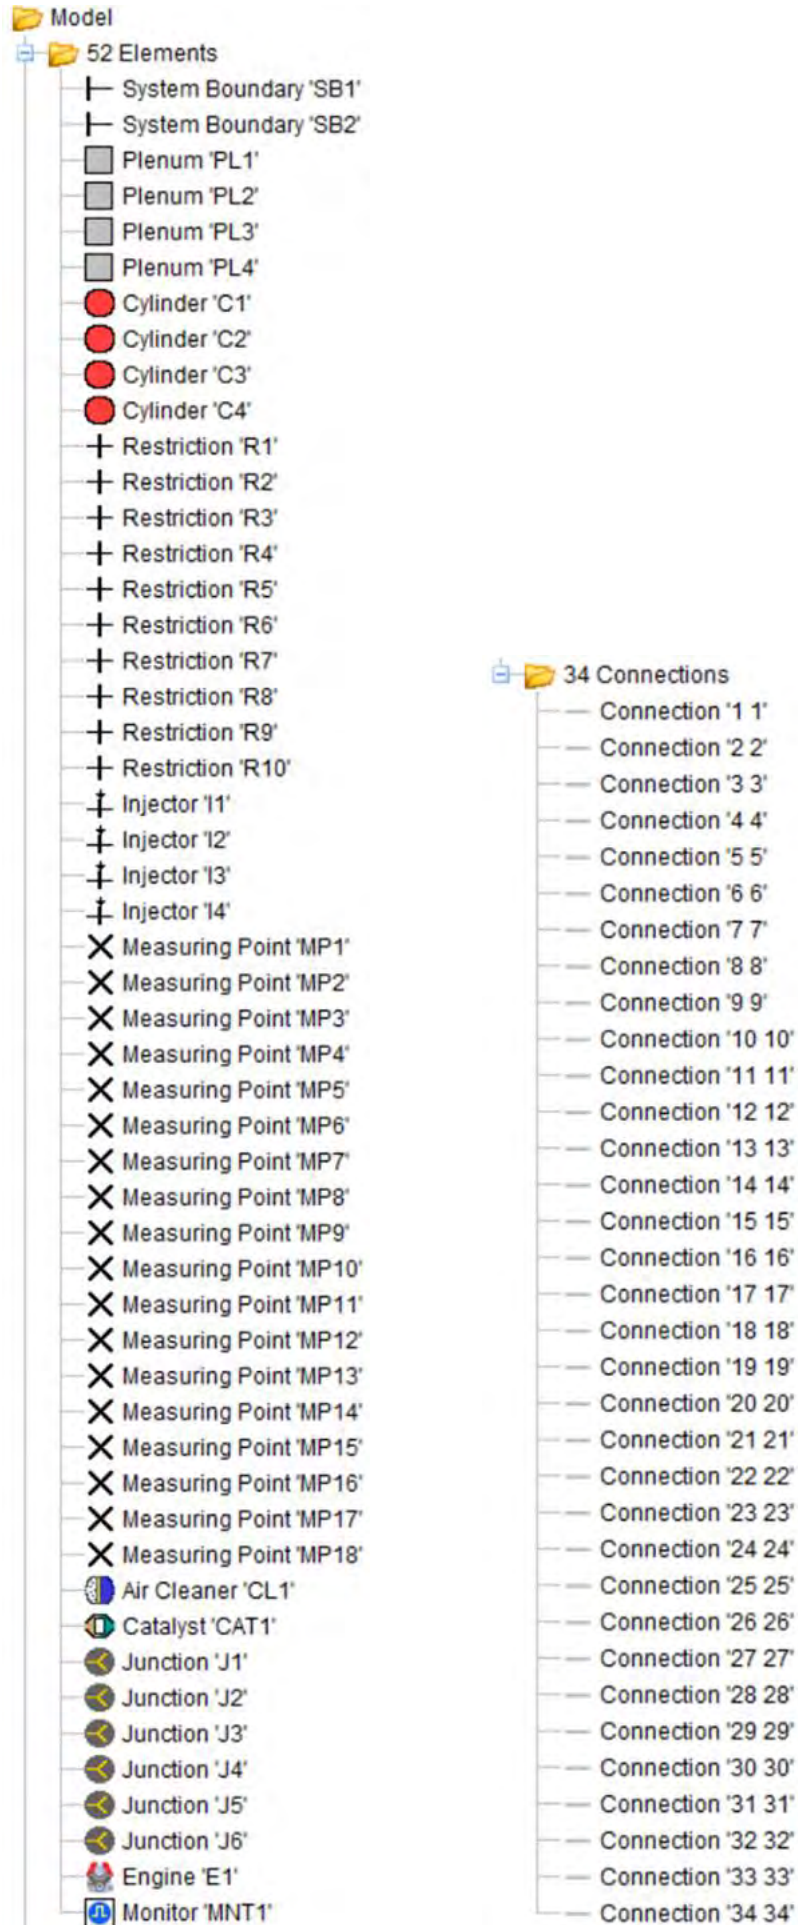 Model
52 Elements
System Boundary 'SB1'
System Boundary 'SB2'
Plenum 'PL1'
Plenum 'PL2'
Plenum 'PL3'
Plenum 'PL4'
Cylinder 'C1'
Cylinder 'C2'
Cylinder 'C3'
Cylinder 'C4'
Restriction 'R1'
Restriction 'R2'
Restriction 'R3'
Restriction 'R4'
Restriction 'R5'
Restriction 'R6'
Restriction 'R7'
Restriction 'R8'
Restriction 'R9'
Restriction 'R10'
Injector 'I1'
Injector 'I2'
Injector 'I3'
Injector 'I4'
Measuring Point 'MP1'
Measuring Point 'MP2'
Measuring Point 'MP3'
Measuring Point 'MP4'
Measuring Point 'MP5'
Measuring Point 'MP6'
Measuring Point 'MP7'
Measuring Point 'MP8'
Measuring Point 'MP9'
Measuring Point 'MP10'
Measuring Point 'MP11'
Measuring Point 'MP12'
Measuring Point 'MP13'
Measuring Point 'MP14'
Measuring Point 'MP15'
Measuring Point 'MP16'
Measuring Point 'MP17'
Measuring Point 'MP18'
Air Cleaner 'CL1'
Catalyst 'CAT1'
Junction 'J1'
Junction 'J2'
Junction 'J3'
Junction 'J4'
Junction 'J5'
Junction 'J6'
Engine 'E1'
Monitor 'MNT1'
34 Connections
Connection '1 1'
Connection '2 2'
Connection '3 3'
Connection '4 4'
Connection '5 5'
Connection '6 6'
Connection '7 7'
Connection '8 8'
Connection '9 9'
Connection '10 10'
Connection '11 11'
Connection '12 12'
Connection '13 13'
Connection '14 14'
Connection '15 15'
Connection '16 16'
Connection '17 17'
Connection '18 18'
Connection '19 19'
Connection '20 20'
Connection '21 21'
Connection '22 22'
Connection '23 23'
Connection '24 24'
Connection '25 25'
Connection '26 26'
Connection '27 27'
Connection '28 28'
Connection '29 29'
Connection '30 30'
Connection '31 31'
Connection '32 32'
Connection '33 33'
Connection '34 34'